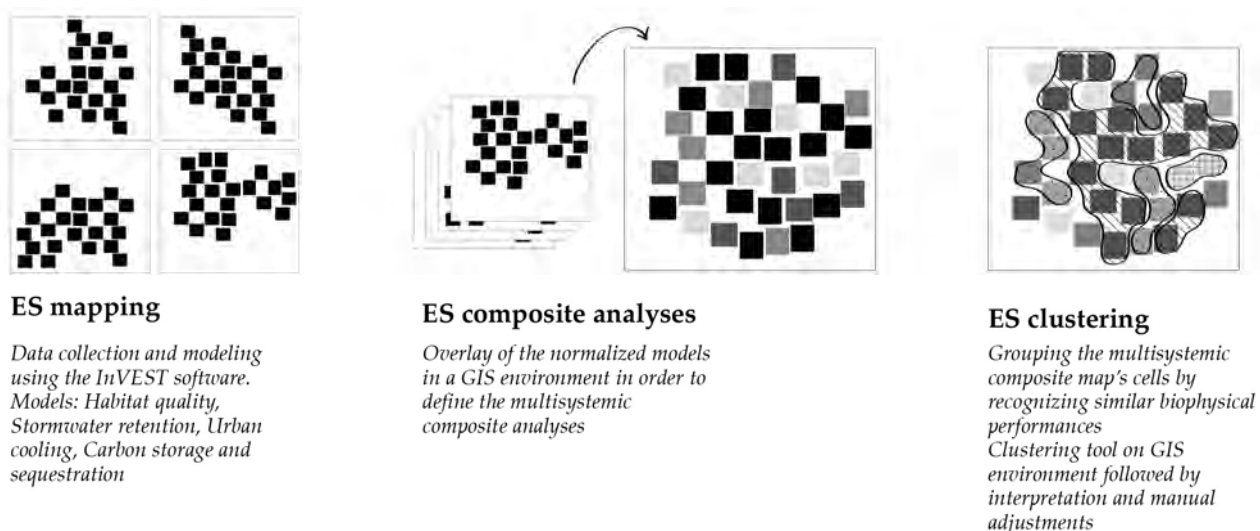 ES mapping
Data collection and modeling
using the InVEST software.
Models: Habitat quality,
Stormwater retention, Urban
cooling, Carbon storage and
sequestration
ES composite analyses
Overlay of the normalized models
in a GIS environment in order to
define the multisystemic
composite analyses
ES clustering
Grouping the multisystemic
composite map's cells by
recognizing similar biophysical
performances
Clustering tool on GIS
environment followed by
interpretation and manual
adjustments